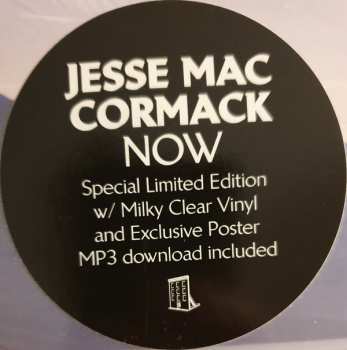 JESSE MAC
CORMACK
NOW
Special Limited Edition
w/ Milky Clear Vinyl
and Exclusive Poster
MP3 download included